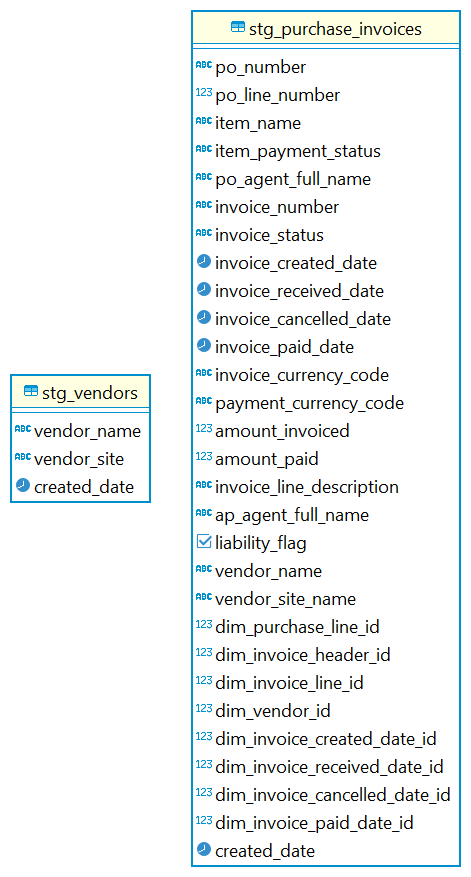 stg_purchase_invoices
ABC po_number
123 po_line_number
ABC item_name
ABC item_payment_status
ABC po_agent_full_name
ABC invoice_number
ABC invoice_status
invoice_created_date
invoice_received_date
invoice_cancelled_date
invoice_paid_date
ABC invoice_currency_code
ABC payment_currency_code
123 amount_invoiced
123 amount_paid
ABC invoice_line_description
ABC ap_agent_full_name
liability_flag
ABC vendor_name
ABC vendor_site_name
123 dim_purchase_line_id
123 dim_invoice_header_id
123 dim_invoice_line_id
123 dim_vendor_id
123 dim_invoice_created_date_id
123 dim_invoice_received_date_id
123 dim_invoice_cancelled_date_id
123 dim_invoice_paid_date_id
created_date
stg_vendors
ABC vendor_name
ABC vendor_site
created_date